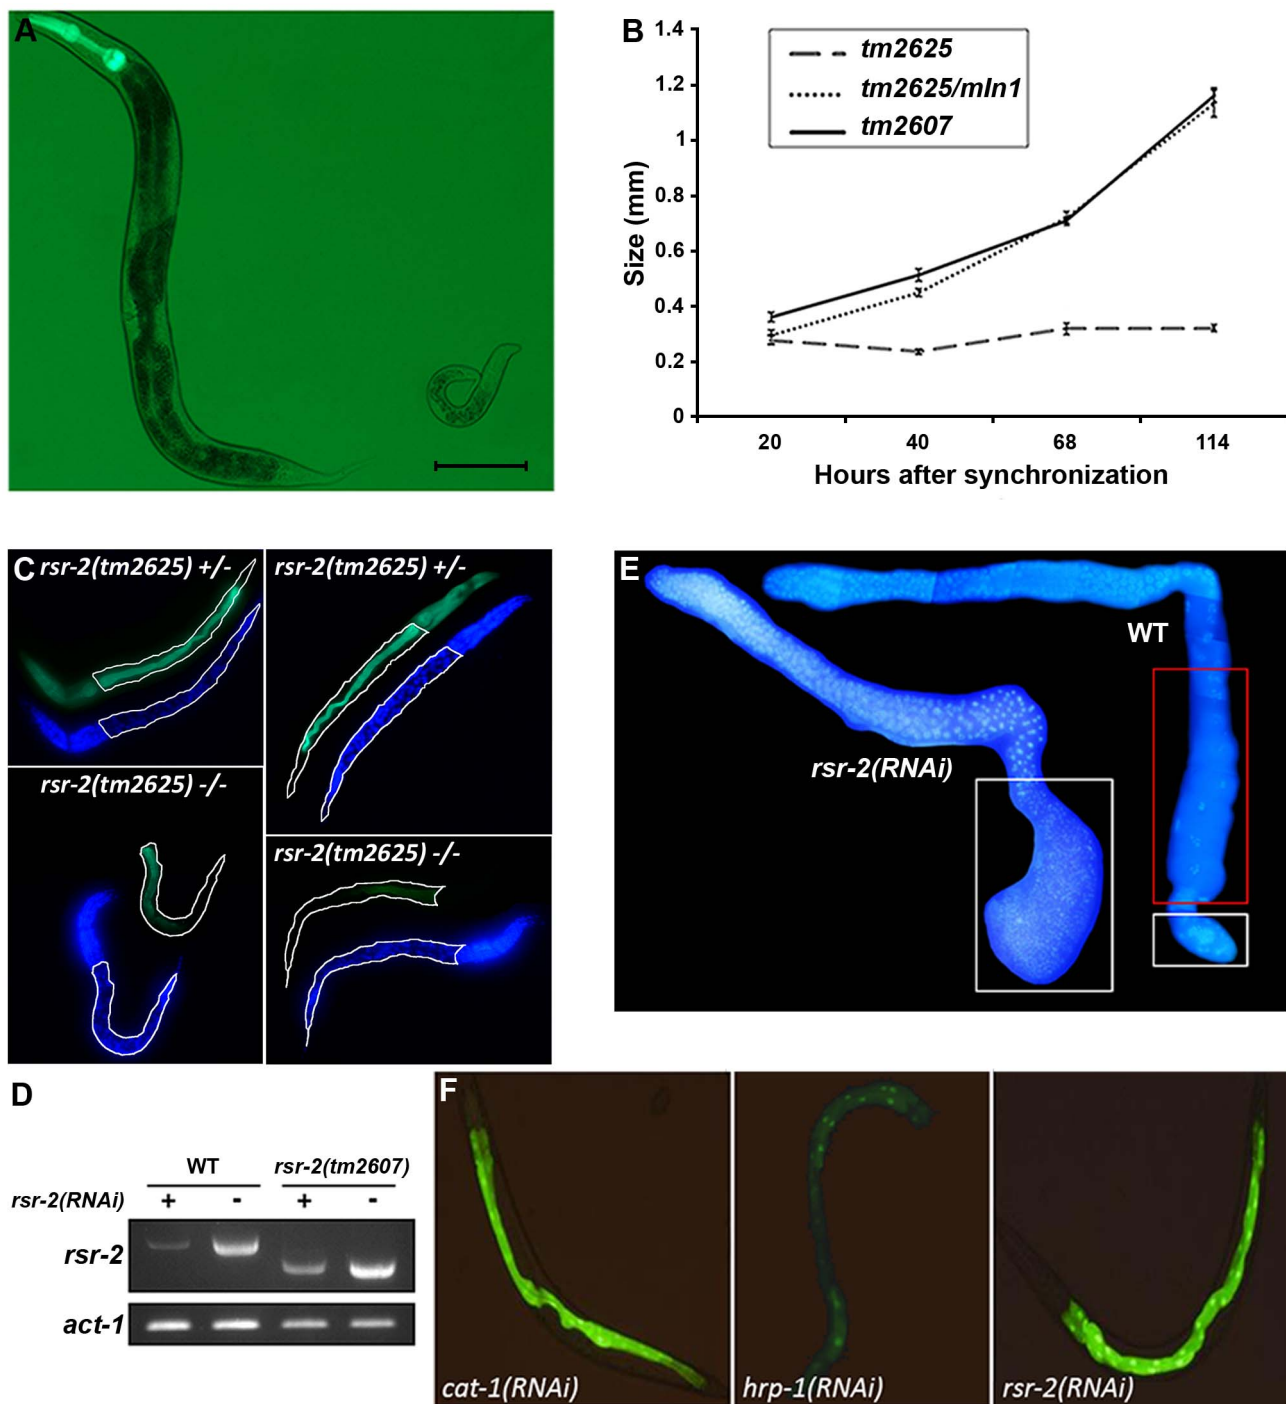 A
B
1.4
1.2
1
0.8
0.6
0.4
0.2
0
Size (mm)
tm2625
tm2625/mIn1
tm2607
20 40 68 114
Hours after synchronization
C
rsr-2(tm2625) +/-
rsr-2(tm2625) +/-
rsr-2(tm2625) -/-
rsr-2(tm2625) -/-
E
WT
rsr-2(RNAi)
D
WT rsr-2(tm2607)
rsr-2(RNAi) + - + -
rsr-2
act-1
F
cat-1(RNAi)
hrp-1(RNAi)
rsr-2(RNAi)